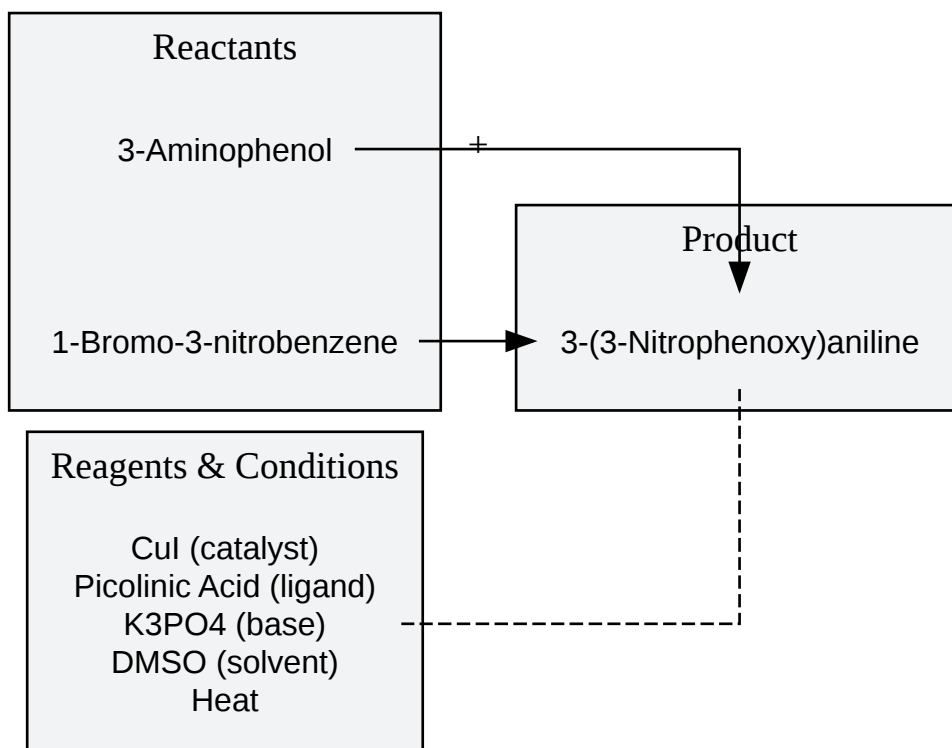 Reactants
3-Aminophenol
+
Product
1-Bromo-3-nitrobenzene
3-(3-Nitrophenoxy)aniline
Reagents & Conditions
CuI (catalyst)
Picolinic Acid (ligand)
K3PO4 (base)
DMSO (solvent)
Heat